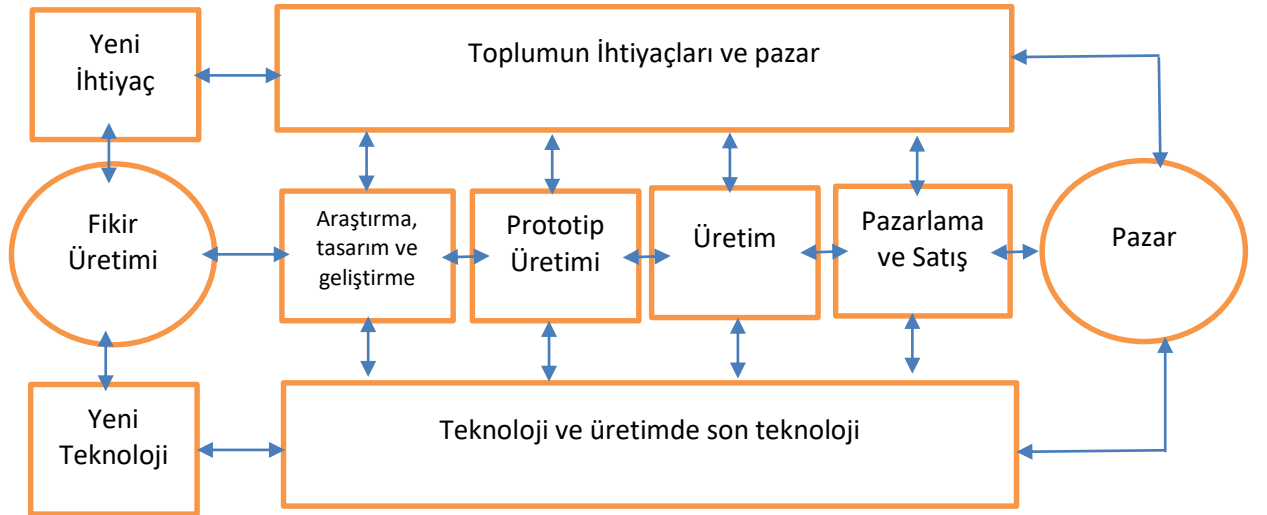 Yeni
İhtiyaç
Toplumun İhtiyaçları ve pazar
Fikir
Üretimi
Araştırma,
tasarım ve
geliştirme
Prototip
Üretimi
Üretim
Pazarlama
ve Satış
Pazar
Yeni
Teknoloji
Teknoloji ve üretimde son teknoloji